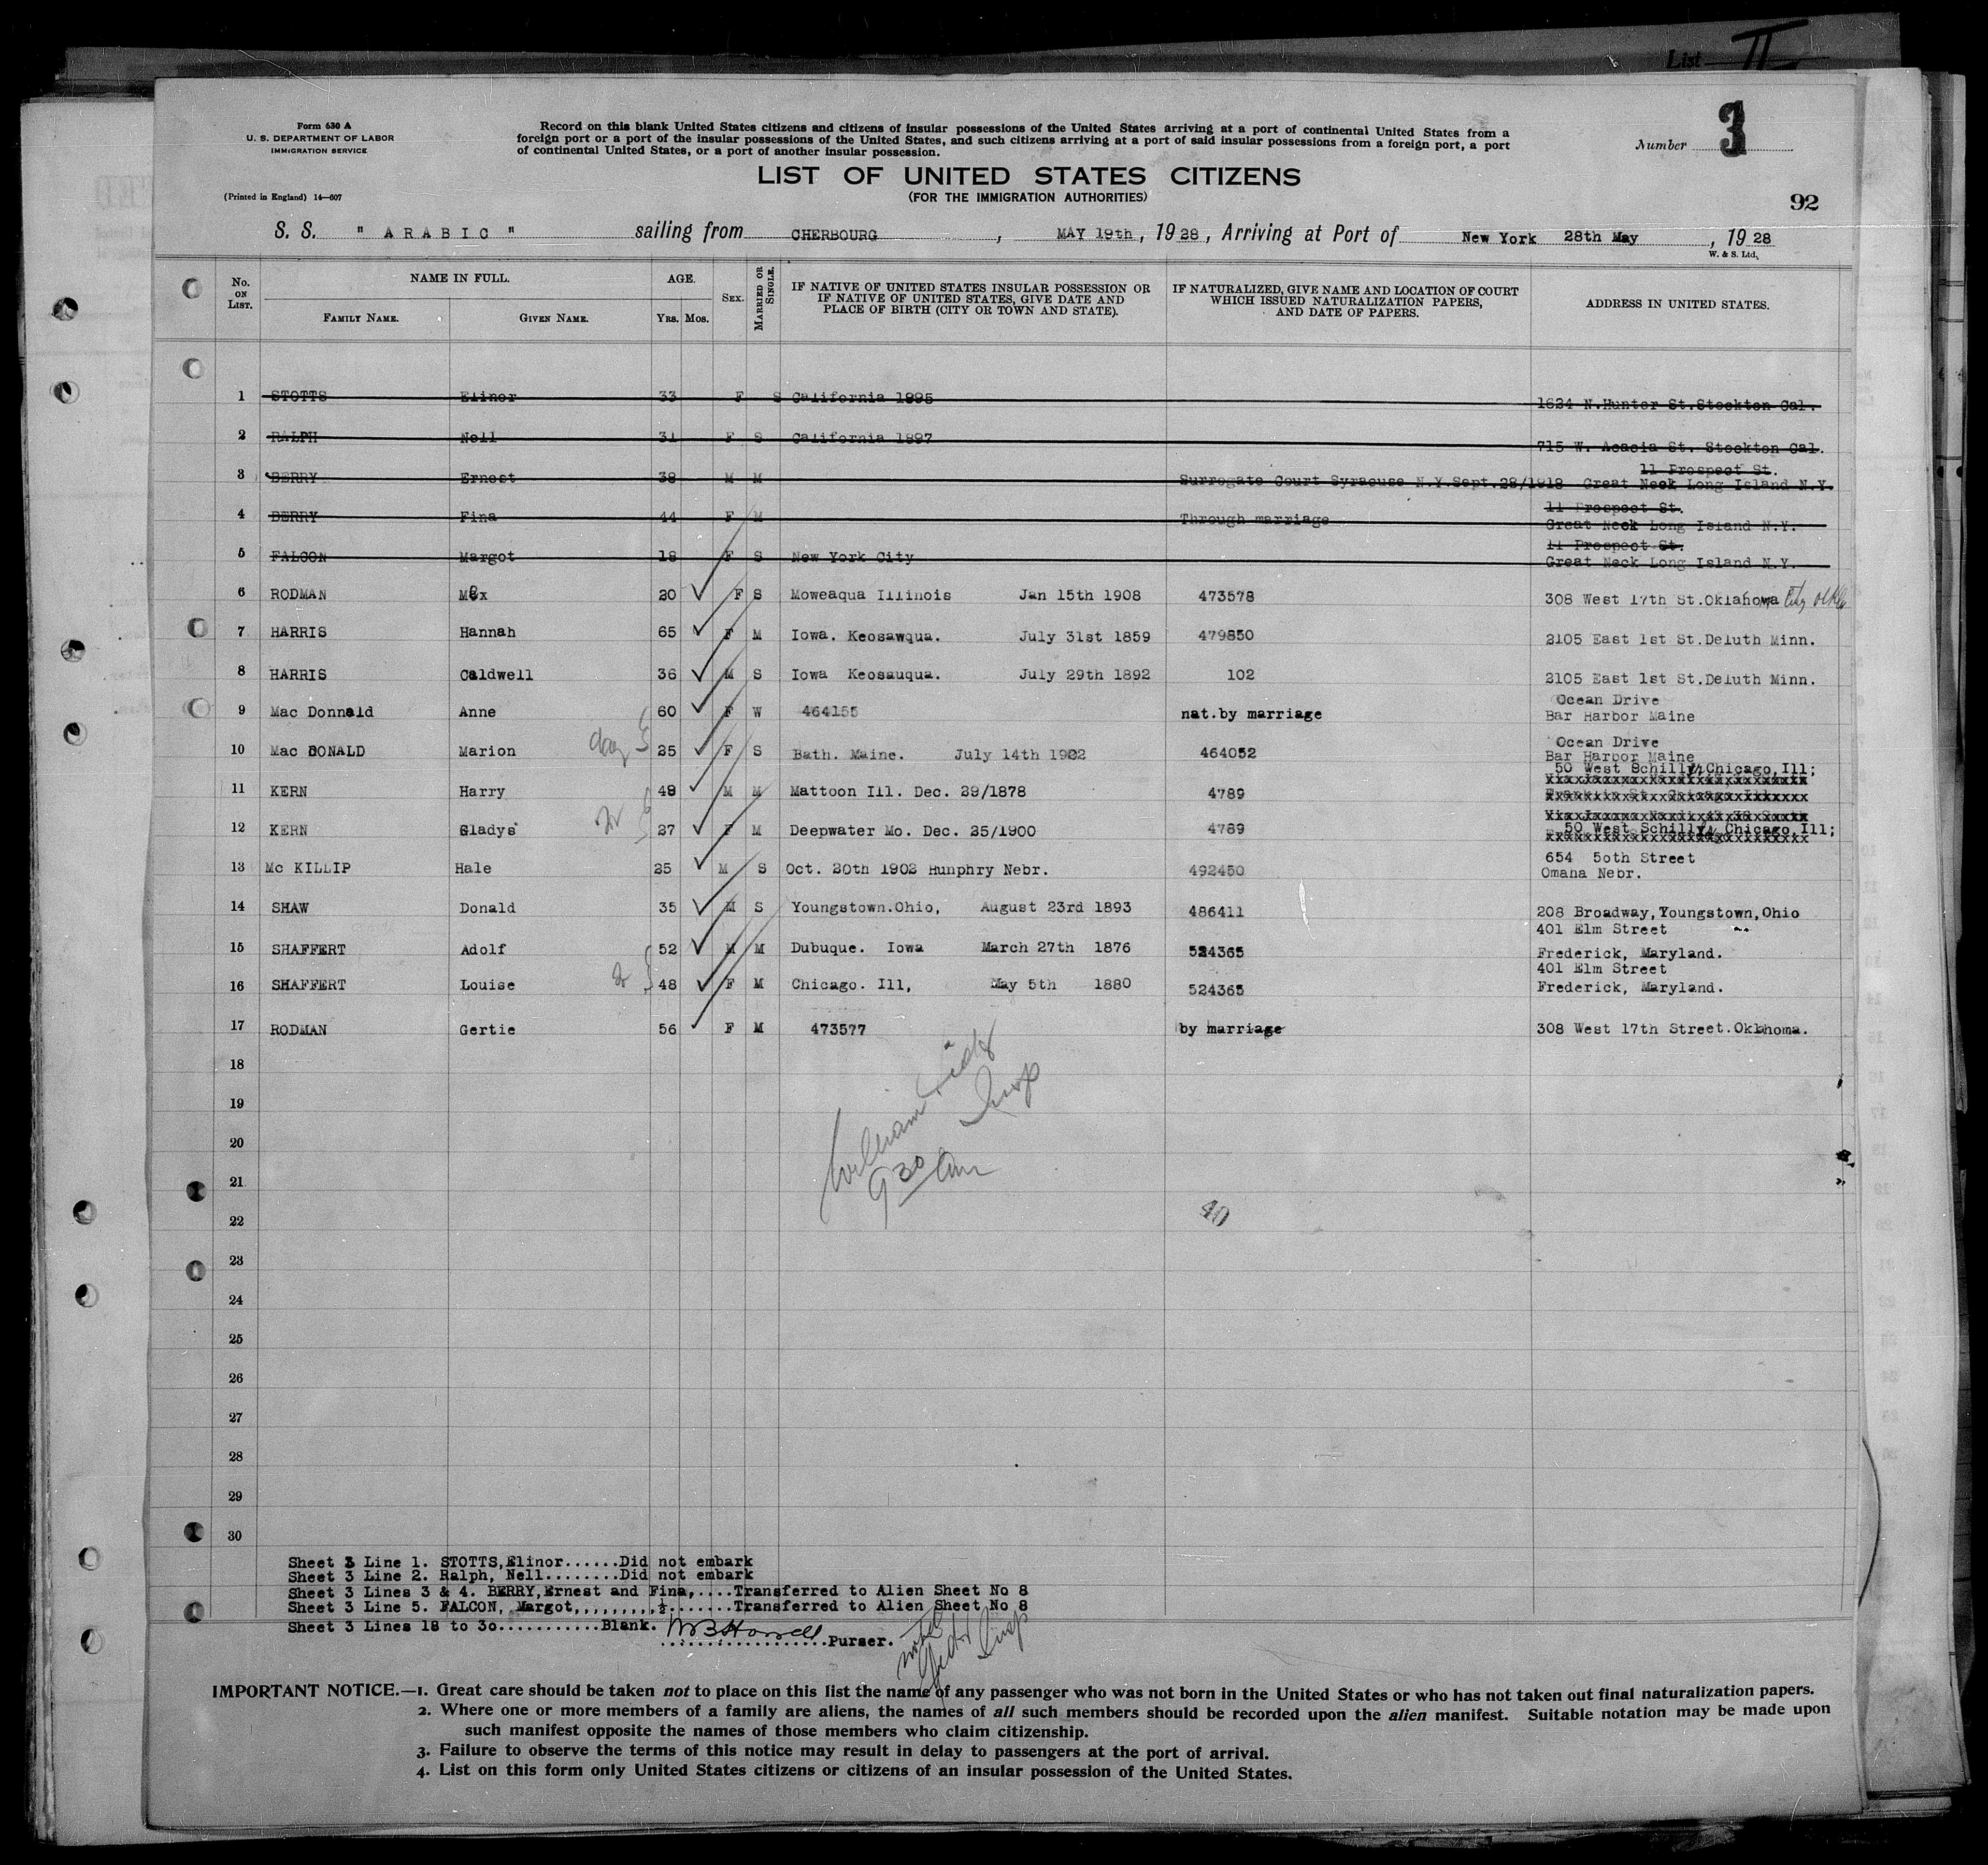 List II
Form 630 A
U. S. DEPARTMENT OF LABOR
IMMIGRATION SERVICE
(Printed in England) 14—607
Record on this blank United States citizens and citizens of insular possessions of the United States arriving at a port of continental United States from a
foreign port or a port of the insular possessions of the United States, and such citizens arriving at a port of said insular possessions from a foreign port, a port
of continental United States, or a port of another insular possession.
Number 3
LIST OF UNITED STATES CITIZENS
(FOR THE IMMIGRATION AUTHORITIES)
92
S. S. " ARABIC " sailing from CHERBOURG , MAY 19th, 1928, Arriving at Port of New York 28th May , 1928
W. & S. Ltd.
No. ON LIST.
NAME IN FULL.
FAMILY NAME. GIVEN NAME.
AGE.
YRS. MOS.
SEX.
MARRIED OR SINGLE.
IF NATIVE OF UNITED STATES INSULAR POSSESSION OR
IF NATIVE OF UNITED STATES, GIVE DATE AND
PLACE OF BIRTH (CITY OR TOWN AND STATE).
IF NATURALIZED, GIVE NAME AND LOCATION OF COURT
WHICH ISSUED NATURALIZATION PAPERS,
AND DATE OF PAPERS.
ADDRESS IN UNITED STATES.
1 STOTTS Elinor 33 F S California 1895 1624 N.Hunter St.Stockton Cal.
2 RALPH Nell 31 F S California 1897 715 W. Acacia St. Stockton Cal.
3 BERRY Ernest 38 M M Surrogate Court Syracuse N.Y.Sept.28/1918 11 Prospect St.
Great Neck Long Island N.Y.
4 BERRY Fina 44 F M Through marriage 11 Prospect St.
Great Neck Long Island N.Y.
5 FALCON Margot 18 F S New York City 11 Prospect St.
Great Neck Long Island N.Y.
6 RODMAN Max 20 F S Moweaqua Illinois Jan 15th 1908 473578 308 West 17th St.Oklahoma City Okla
7 HARRIS Hannah 65 F M Iowa. Keosawqua. July 31st 1859 479850 2105 East 1st St.Deluth Minn.
8 HARRIS Caldwell 36 M S Iowa Keosauqua. July 29th 1892 102 2105 East 1st St.Deluth Minn.
9 Mac Donnald Anne 60 F W 464155 nat.by marriage Ocean Drive
Bar Harbor Maine
10 Mac DONALD Marion 25 F S Bath. Maine. July 14th 1902 464052 Ocean Drive
Bar Harbor Maine
11 KERN Harry 49 M M Mattoon Ill. Dec. 29/1878 4789 50 West Schilly,Chicago,Ill;
12 KERN Gladys 27 F M Deepwater Mo. Dec. 25/1900 4789 50 West Schilly, Chicago Ill;
13 Mc KILLIP Hale 25 M S Oct. 20th 1902 Hunphry Nebr. 492450 654 50th Street
Omaha Nebr.
14 SHAW Donald 35 M S Youngstown.Ohio, August 23rd 1893 486411 208 Broadway,Youngstown,Ohio
15 SHAFFERT Adolf 52 M M Dubuque. Iowa March 27th 1876 524365 401 Elm Street
Frederick, Maryland.
16 SHAFFERT Louise 48 F M Chicago. Ill, May 5th 1880 524365 401 Elm Street
Frederick, Maryland.
17 RODMAN Gertie 56 F M 473577 by marriage 308 West 17th Street.Oklahoma.
18
19
20
21
22
23
24
25
26
27
28
29
30
William
Insp
9 30 Am
40
Sheet 3 Line 1. STOTTS,Elinor......Did not embark
Sheet 3 Line 2. Ralph, Nell........Did not embark
Sheet 3 Lines 3 & 4. BERRY,Ernest and Fina,....Transferred to Alien Sheet No 8
Sheet 3 Line 5. FALCON, Margot,,,,,,,,,½.......Transferred to Alien Sheet No 8
Sheet 3 Lines 18 to 30............Blank. .................Purser.
noted
Insp
IMPORTANT NOTICE.—1. Great care should be taken not to place on this list the name of any passenger who was not born in the United States or who has not taken out final naturalization papers.
2. Where one or more members of a family are aliens, the names of all such members should be recorded upon the alien manifest. Suitable notation may be made upon
such manifest opposite the names of those members who claim citizenship.
3. Failure to observe the terms of this notice may result in delay to passengers at the port of arrival.
4. List on this form only United States citizens or citizens of an insular possession of the United States.